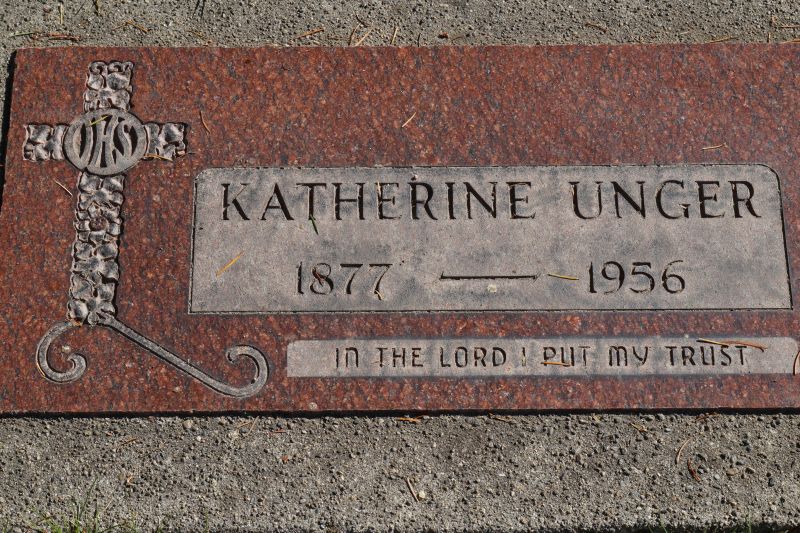 IHS
KATHERINE UNGER
1877 — 1956
IN THE LORD I PUT MY TRUST